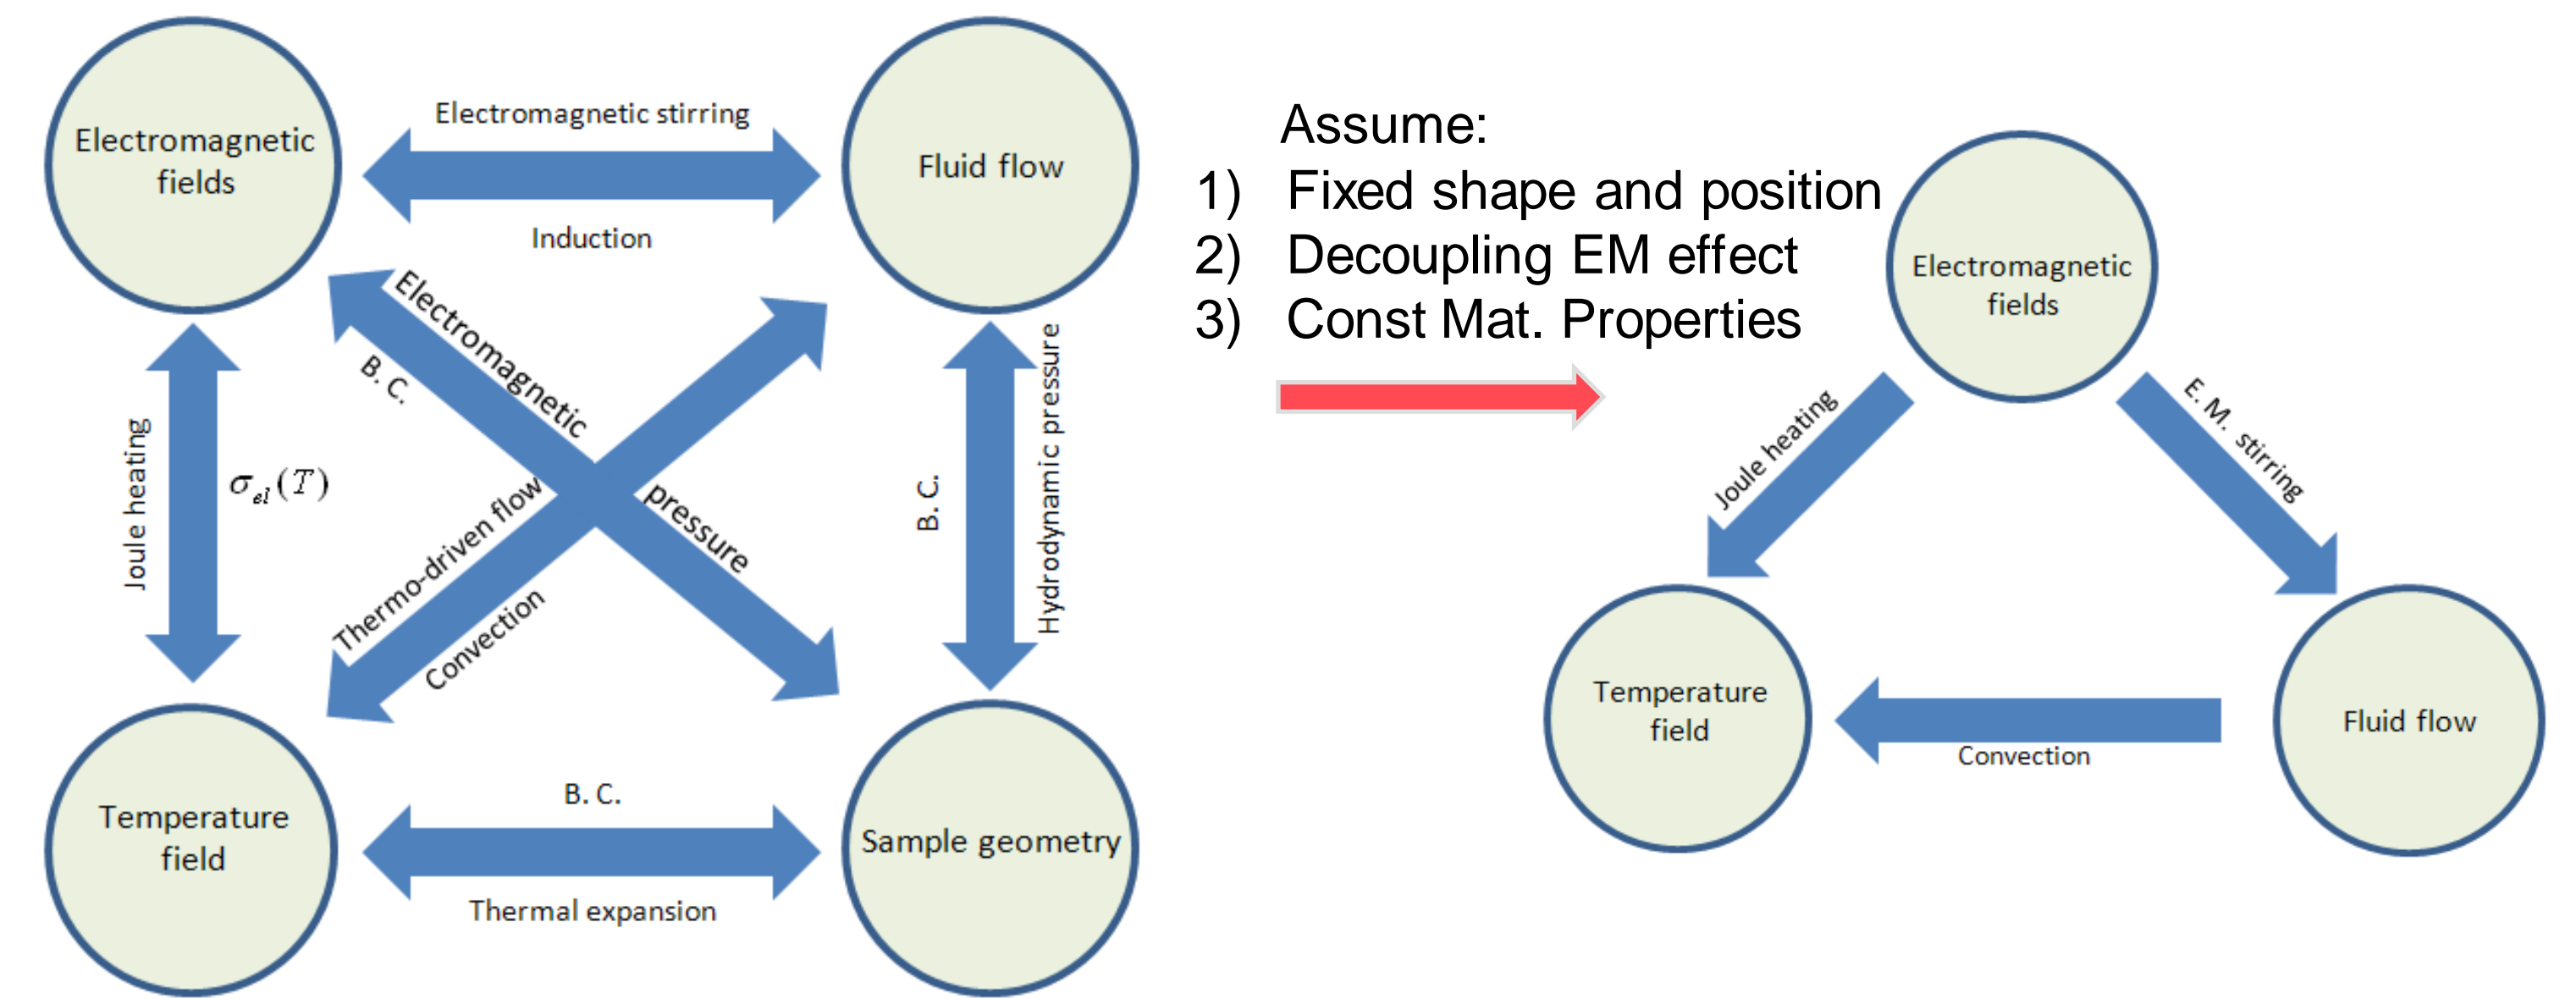 Electromagnetic
fields
Electromagnetic stirring
Induction
Fluid flow
Electromagnetic
pressure
B. C.
Joule heating
σel(T)
Thermo-driven flow
Convection
B. C.
Hydrodynamic pressure
Temperature
field
B. C.
Thermal expansion
Sample geometry
Assume:
1) Fixed shape and position
2) Decoupling EM effect
3) Const Mat. Properties
Electromagnetic
fields
Joule heating
E. M. stirring
Temperature
field
Convection
Fluid flow